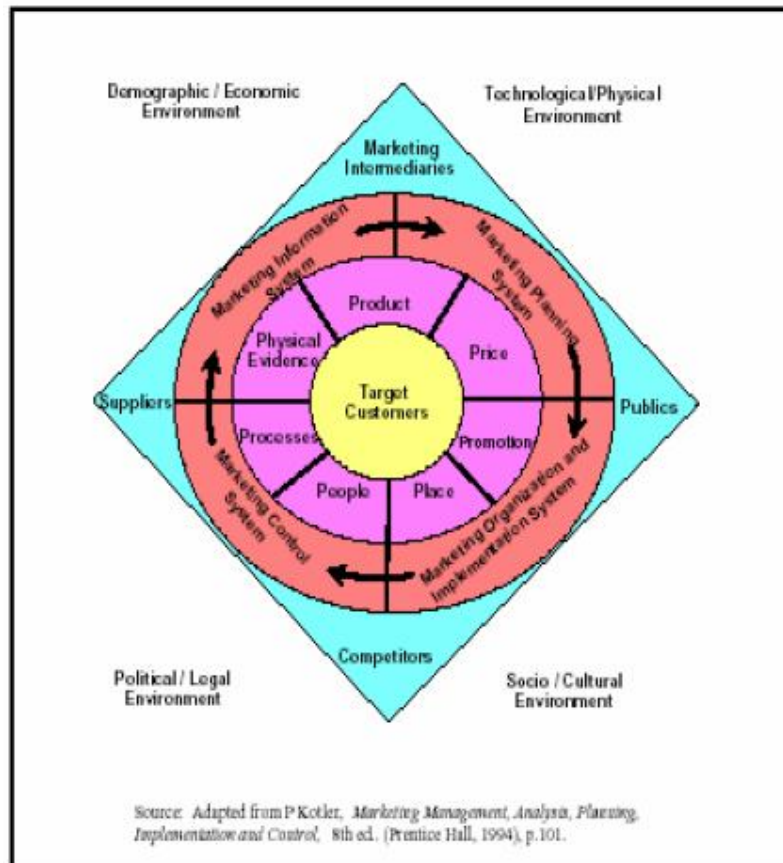 Demographic / Economic
Environment
Technological/Physical
Environment
Marketing
Intermediaries
Marketing Information
System
Marketing Planning
System
Product
Physical
Evidence
Price
Target
Customers
Suppliers
Publics
Processes
Promotion
People
Place
Marketing Control
System
Marketing Organization and
Implementation System
Competitors
Political / Legal
Environment
Socio / Cultural
Environment
Source: Adapted from P Kotler, Marketing Management, Analysis, Planning,
Implementation and Control, 8th ed. (Prentice Hall, 1994), p.101.